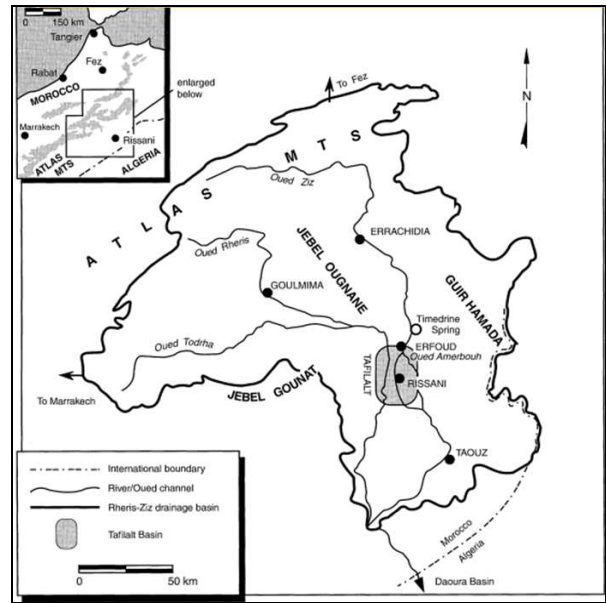 0 150 km
Tangier
Fez
Rabat
MOROCCO
Marrakech
Rissani
ATLAS
MTS
ALGERIA
enlarged
below
To Fez
N
ATLAS MTS
Oued Ziz
ERRACHIDIA
Oued Rheris
JEBEL OUGNANE
GOULMIMA
GUIR HAMADA
Timedrine
Spring
ERFOUD
Oued Amerbouh
Oued Todrha
TAFILALT
RISSANI
To Marrakech
JEBEL GOUNAT
TAOUZ
Morocco
Algeria
Daoura Basin
International boundary
River/Oued channel
Rheris-Ziz drainage basin
Tafilalt Basin
0 50 km